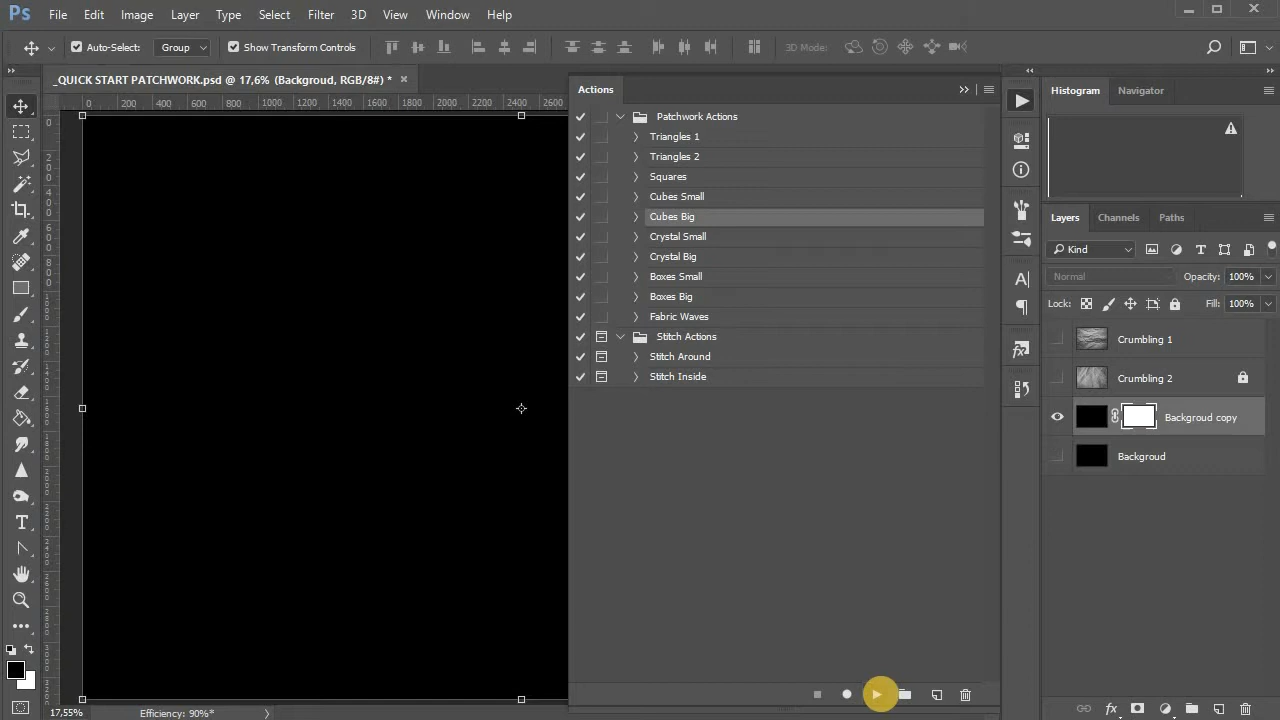 Ps File Edit Image Layer Type Select Filter 3D View Window Help
Auto-Select: Group Show Transform Controls 3D Mode:
_QUICK START PATCHWORK.psd @ 17,6% (Backgroud, RGB/8#) * ×
0 200 400 600 800 1000 1200 1400 1600 1800 2000 2200 2400 2600
Actions
Patchwork Actions
Triangles 1
Triangles 2
Squares
Cubes Small
Cubes Big
Crystal Small
Crystal Big
Boxes Small
Boxes Big
Fabric Waves
Stitch Actions
Stitch Around
Stitch Inside
Histogram Navigator
Layers Channels Paths
Kind
Normal Opacity: 100%
Lock: Fill: 100%
Crumbling 1
Crumbling 2
Backgroud copy
Backgroud
17,55% Efficiency: 90%*